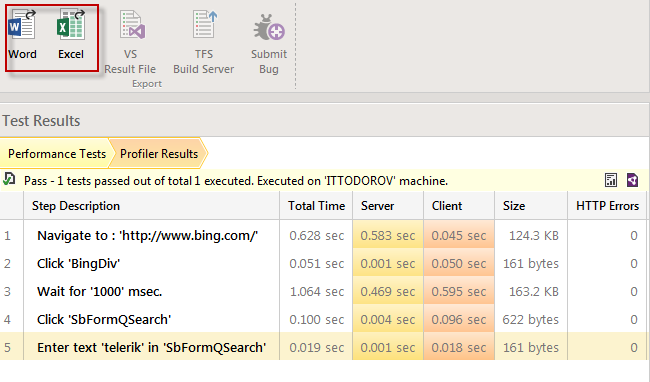 Word Excel VS TFS Submit
Result File Build Server Bug
Export
Test Results
Performance Tests Profiler Results
Pass - 1 tests passed out of total 1 executed. Executed on 'ITTODOROV' machine.
Step Description Total Time Server Client Size HTTP Errors
1 Navigate to : 'http://www.bing.com/' 0.628 sec 0.583 sec 0.045 sec 124.3 KB 0
2 Click 'BingDiv' 0.051 sec 0.001 sec 0.050 sec 161 bytes 0
3 Wait for '1000' msec. 1.064 sec 0.469 sec 0.595 sec 163.2 KB 0
4 Click 'SbFormQSearch' 0.100 sec 0.004 sec 0.096 sec 622 bytes 0
5 Enter text 'telerik' in 'SbFormQSearch' 0.019 sec 0.001 sec 0.018 sec 161 bytes 0